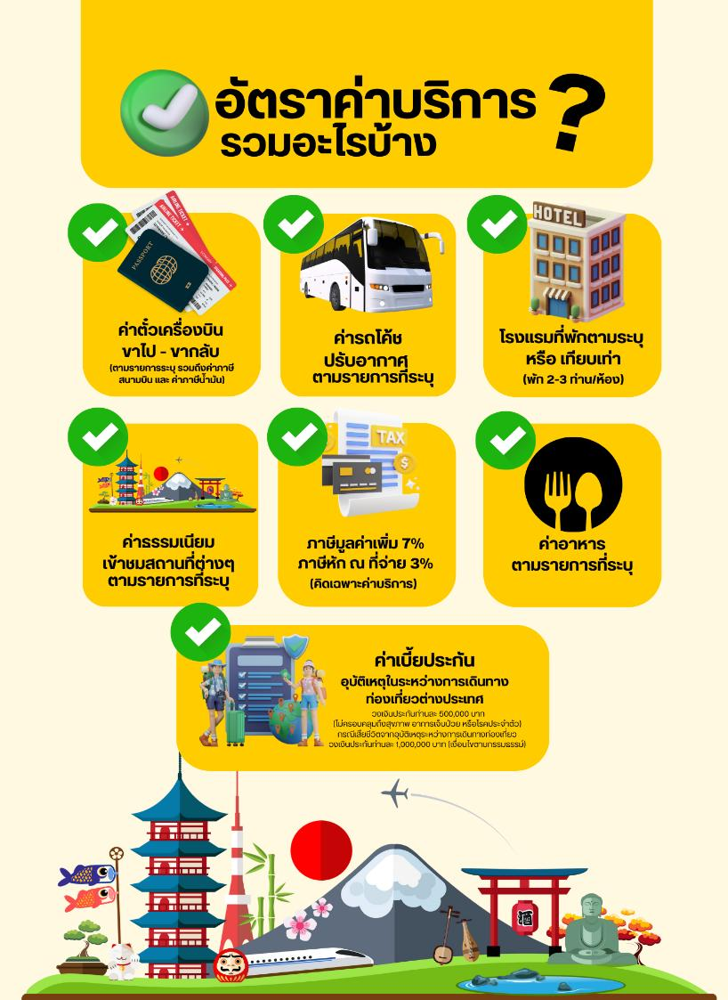 อัตราค่าบริการ
รวมอะไรบ้าง
?
AIRLINE TICKET
AIRLINE TICKET
PASSPORT
ค่าตั๋วเครื่องบิน
ขาไป - ขากลับ
(ตามรายการระบุ รวมถึงค่าภาษี
สนามบิน และ ค่าภาษีน้ำมัน)
ค่ารถโค้ช
ปรับอากาศ
ตามรายการที่ระบุ
HOTEL
โรงแรมที่พักตามระบุ
หรือ เทียบเท่า
(พัก 2-3 ท่าน/ห้อง)
ค่าธรรมเนียม
เข้าชมสถานที่ต่างๆ
ตามรายการที่ระบุ
TAX
$
ภาษีมูลค่าเพิ่ม 7%
ภาษีหัก ณ ที่จ่าย 3%
(คิดเฉพาะค่าบริการ)
ค่าอาหาร
ตามรายการที่ระบุ
ค่าเบี้ยประกัน
อุบัติเหตุในระหว่างการเดินทาง
ท่องเที่ยวต่างประเทศ
วงเงินประกันท่านละ 500,000 บาท
(ไม่ครอบคลุมถึงสุขภาพ อาการเจ็บป่วย หรือโรคประจำตัว)
กรณีเสียชีวิตจากอุบัติเหตุระหว่างการเดินทางท่องเที่ยว
วงเงินประกันท่านละ 1,000,000 บาท (เงื่อนไขตามกรมธรรม์)
酒